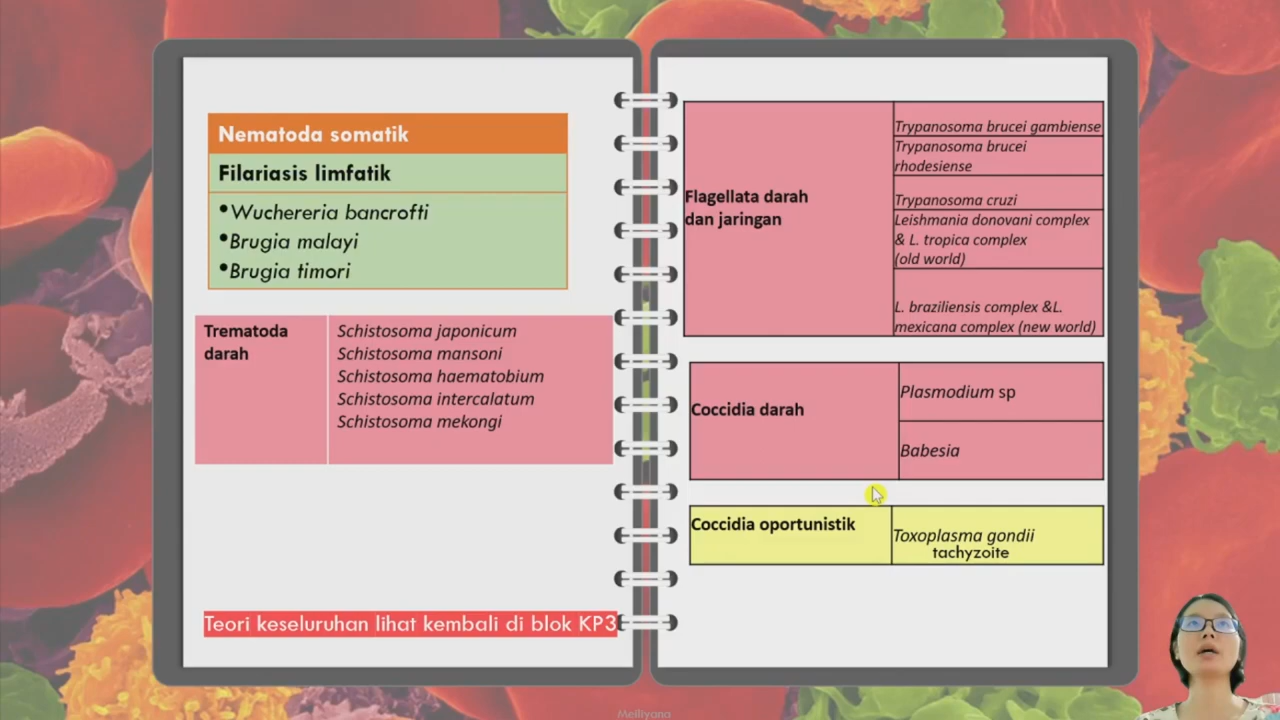 Nematoda somatik
Filariasis limfatik
•Wuchereria bancrofti
•Brugia malayi
•Brugia timori
Trematoda
darah
Schistosoma japonicum
Schistosoma mansoni
Schistosoma haematobium
Schistosoma intercalatum
Schistosoma mekongi
Teori keseluruhan lihat kembali di blok KP3
Flagellata darah
dan jaringan
Trypanosoma brucei gambiense
Trypanosoma brucei
rhodesiense
Trypanosoma cruzi
Leishmania donovani complex
& L. tropica complex
(old world)
L. braziliensis complex &L.
mexicana complex (new world)
Coccidia darah
Plasmodium sp
Babesia
Coccidia oportunistik
Toxoplasma gondii
tachyzoite
Meiliyana